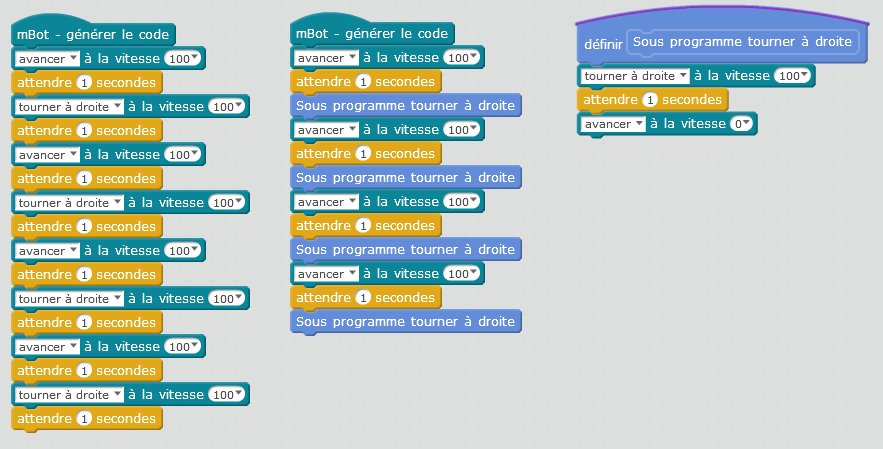 mBot - générer le code
avancer à la vitesse 100
attendre 1 secondes
tourner à droite à la vitesse 100
attendre 1 secondes
avancer à la vitesse 100
attendre 1 secondes
tourner à droite à la vitesse 100
attendre 1 secondes
avancer à la vitesse 100
attendre 1 secondes
tourner à droite à la vitesse 100
attendre 1 secondes
avancer à la vitesse 100
attendre 1 secondes
tourner à droite à la vitesse 100
attendre 1 secondes
mBot - générer le code
avancer à la vitesse 100
attendre 1 secondes
Sous programme tourner à droite
avancer à la vitesse 100
attendre 1 secondes
Sous programme tourner à droite
avancer à la vitesse 100
attendre 1 secondes
Sous programme tourner à droite
avancer à la vitesse 100
attendre 1 secondes
Sous programme tourner à droite
définir Sous programme tourner à droite
tourner à droite à la vitesse 100
attendre 1 secondes
avancer à la vitesse 0